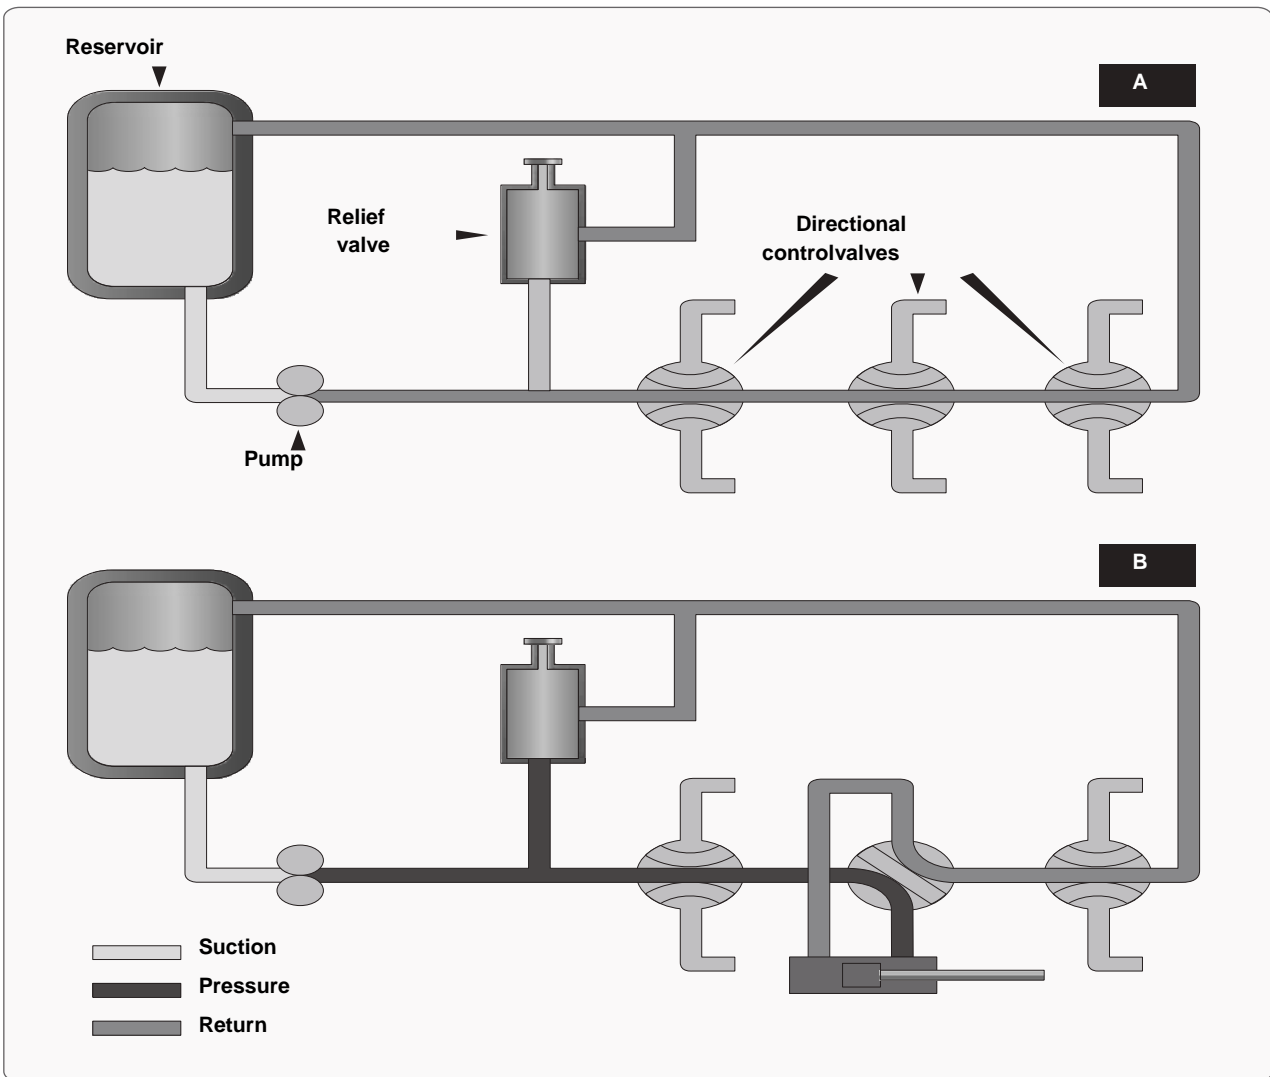 Reservoir
A
Relief
valve
Directional
controlvalves
Pump
B
Suction
Pressure
Return